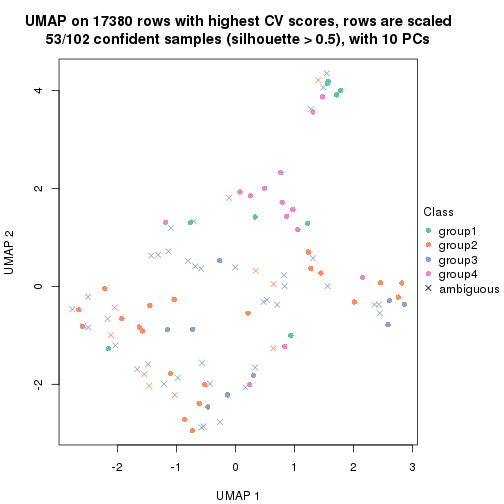 UMAP on 17380 rows with highest CV scores, rows are scaled
53/102 confident samples (silhouette > 0.5), with 10 PCs
4
2
0
-2
UMAP 2
-2
-1
0
1
2
3
UMAP 1
Class
group1
group2
group3
group4
ambiguous